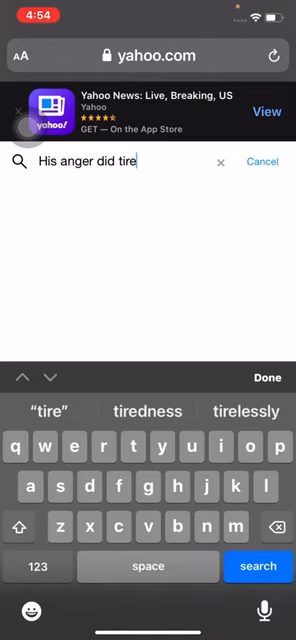 4:54
AA yahoo.com
Yahoo News: Live, Breaking, US
Yahoo
GET — On the App Store
View
yahoo!
His anger did tire
Cancel
Done
“tire” tiredness tirelessly
q w e r t y u i o p
a s d f g h j k l
z x c v b n m
123 space search